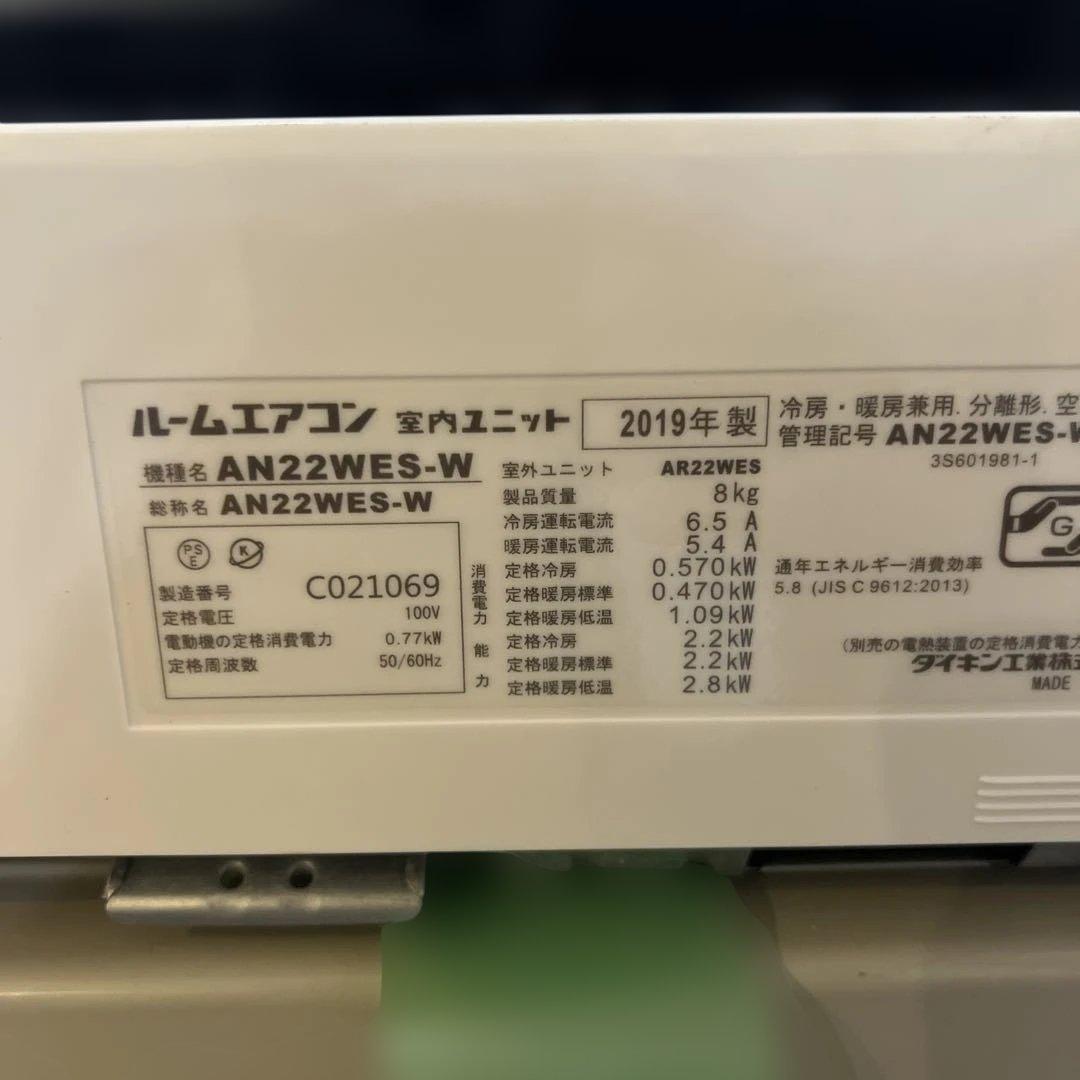 ルームエアコン 室内ユニット 2019年製
機種名 AN22WES-W
総称名 AN22WES-W
PS
E
K
製造番号 C021069
定格電圧 100V
電動機の定格消費電力 0.77kW
定格周波数 50/60Hz
室外ユニット AR22WES
製品質量 8kg
冷房運転電流 6.5 A
暖房運転電流 5.4 A
消費電力
定格冷房 0.570kW
定格暖房標準 0.470kW
定格暖房低温 1.09kW
能力
定格冷房 2.2kW
定格暖房標準 2.2kW
定格暖房低温 2.8kW
冷房・暖房兼用.分離形.空
管理記号 AN22WES-W
3S601981-1
G
通年エネルギー消費効率
5.8 (JIS C 9612:2013)
(別売の電熱装置の定格消費電力
ダイキン工業株式
MADE